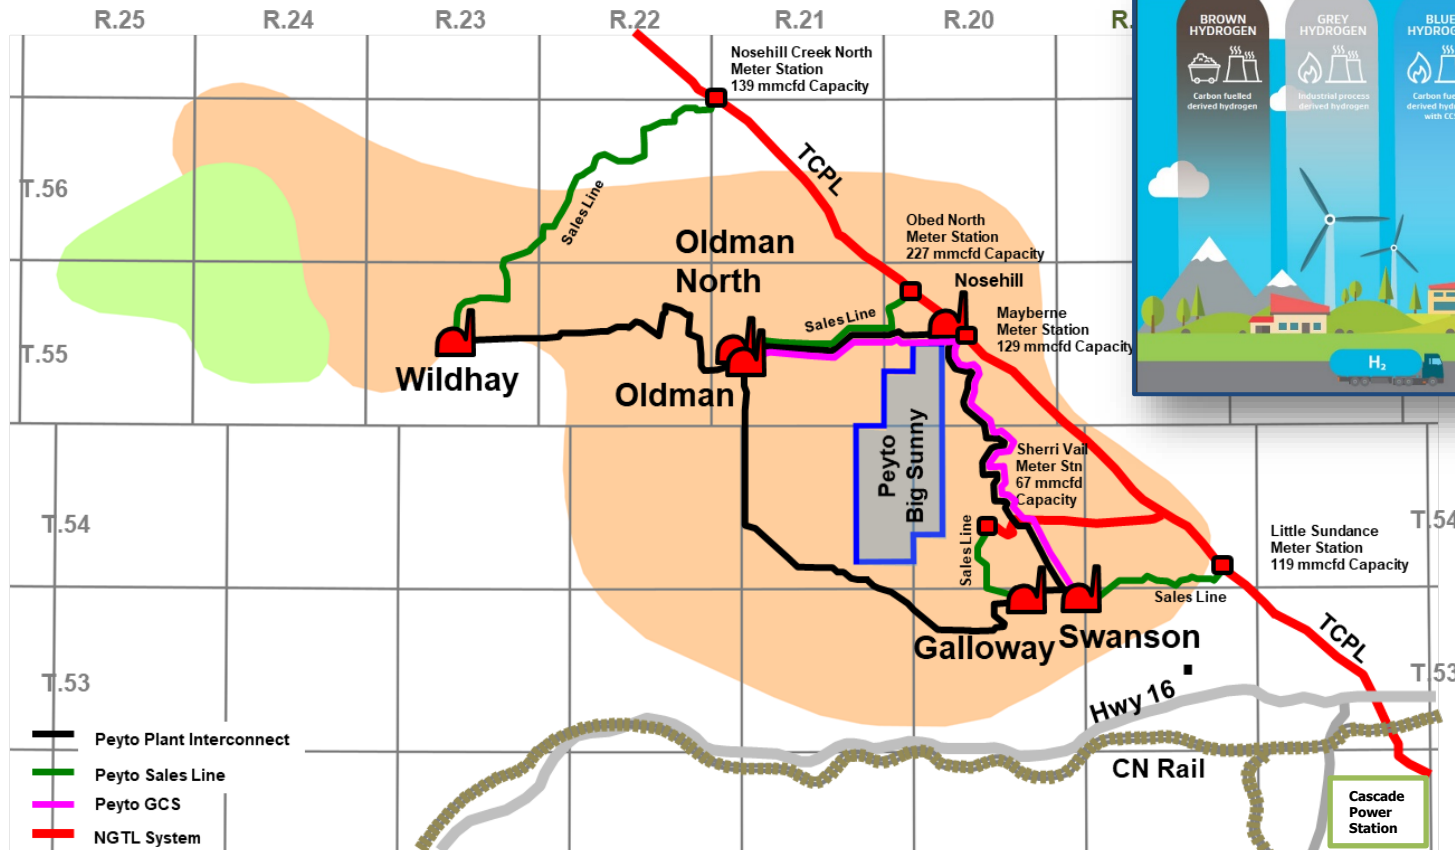 R.25
R.24
R.23
R.22
R.21
R.20
R.
BROWN
HYDROGEN
Carbon fuelled
derived hydrogen
GREY
HYDROGEN
Industrial process
derived hydrogen
BLUE
Carbon
with
H₂
Nosehill Creek North
Meter Station
139 mmcfd Capacity
TCPL
T.56
Sales Line
Oldman
North
Obed North
Meter Station
227 mmcfd Capacity
Nosehill
Sales Line
Mayberne
Meter Station
129 mmcfd Capacity
T.55
Wildhay
Oldman
Peyto
Big Sunny
Sherri Vail
Meter Stn
67 mmcfd
Capacity
T.54
T.54
Sales Line
Little Sundance
Meter Station
119 mmcfd Capacity
Sales Line
Galloway
Swanson
TCPL
T.53
T.53
Hwy 16
CN Rail
Peyto Plant Interconnect
Peyto Sales Line
Peyto GCS
NGTL System
Cascade
Power
Station